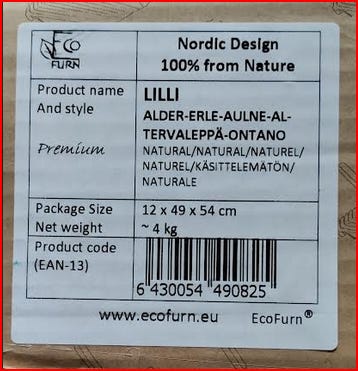 ECO
FURN
Nordic Design
100% from Nature
Product name
And style
Premium
LILLI
ALDER-ERLE-AULNE-AL-
TERVALEPPÄ-ONTANO
NATURAL/NATURAL/NATUREL/
NATUREL/KÄSITTELEMÄTÖN/
NATURALE
Package Size
Net weight
12 x 49 x 54 cm
~ 4 kg
Product code
(EAN-13)
6 430054 490825
www.ecofurn.eu EcoFurn®